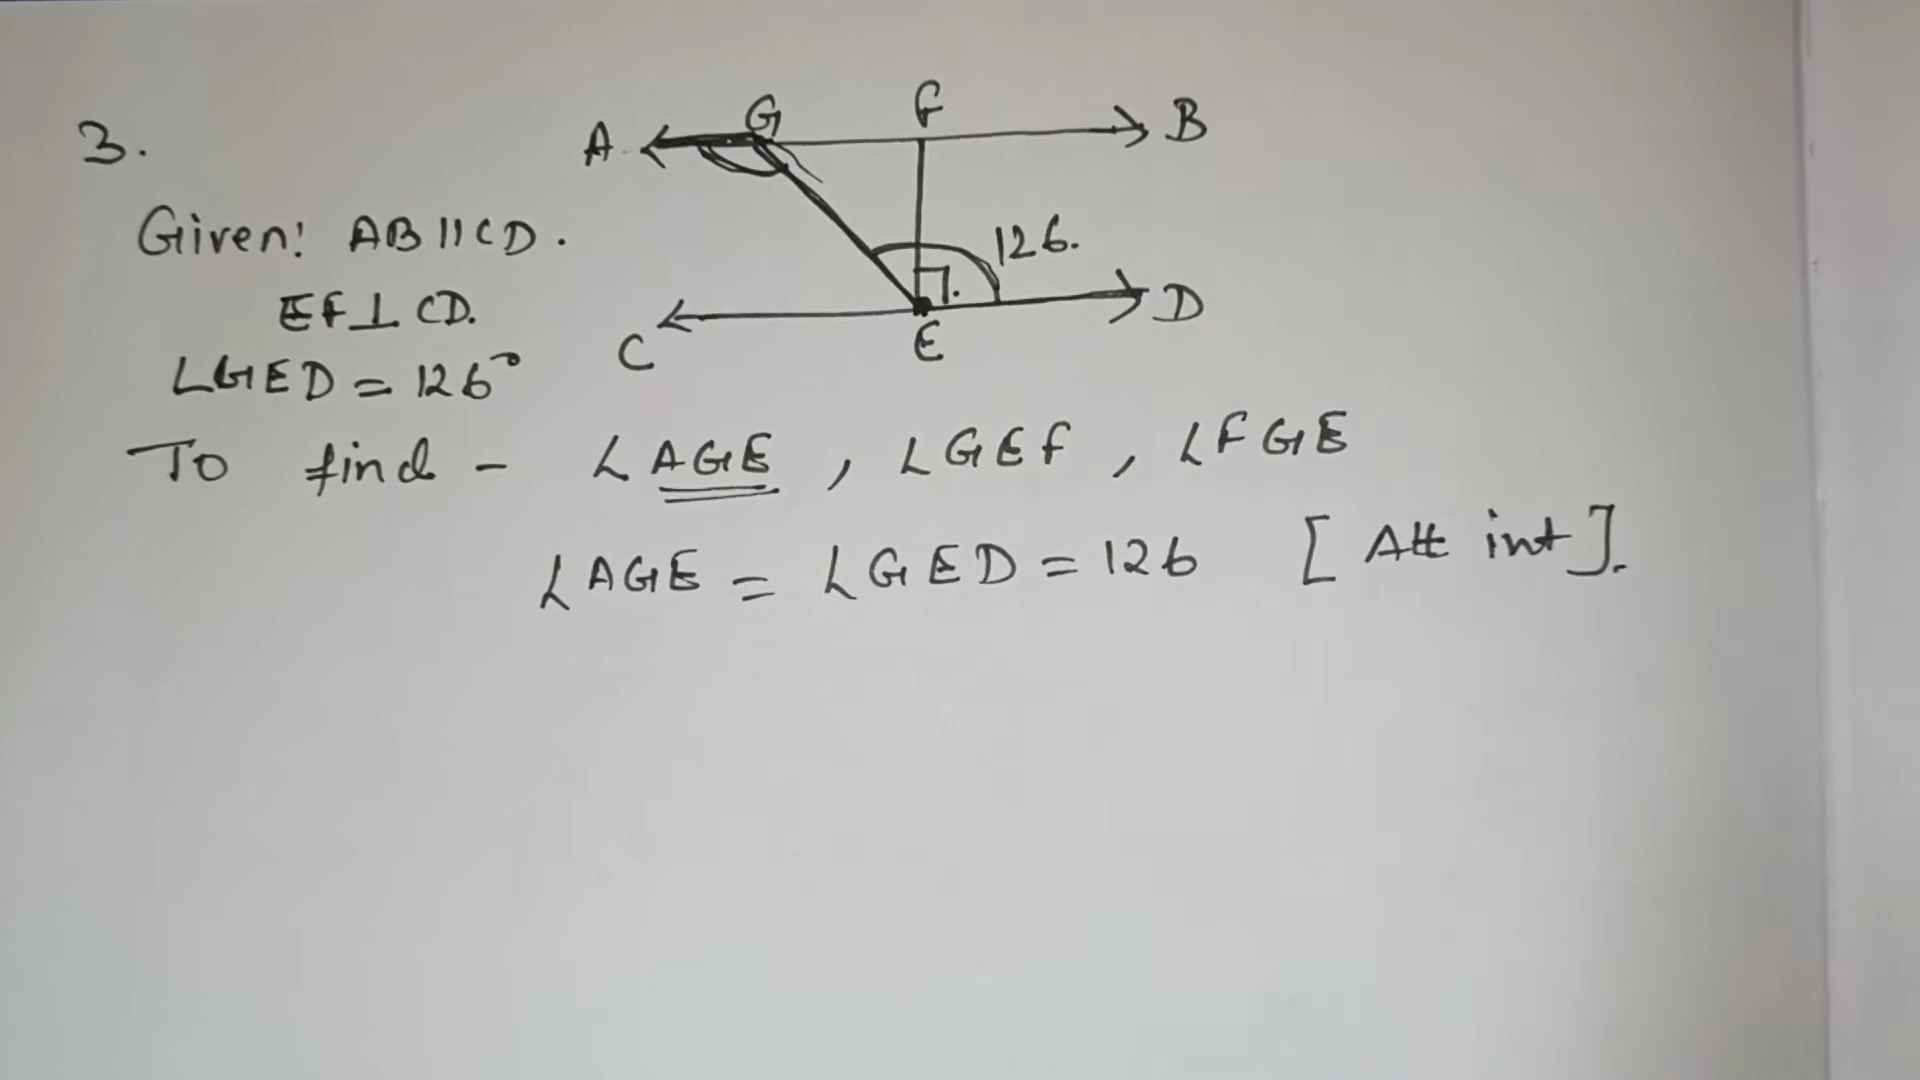 3.
A G F B
Given: AB || CD.
126.
EF ⊥ CD.
C E D
∠GED = 126°
To find - ∠AGE, ∠GEF, ∠FGE
∠AGE = ∠GED = 126 [Alt int].